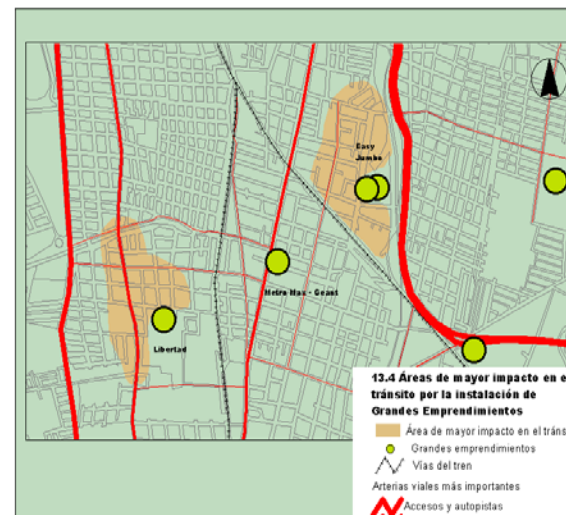 Easy
Jumbo
Metro Max - Geant
Libertad
13.4 Áreas de mayor impacto en e
tránsito por la instalación de
Grandes Emprendimientos
Área de mayor impacto en el tráns
Grandes emprendimientos
Vías del tren
Arterias viales más importantes
Accesos y autopistas